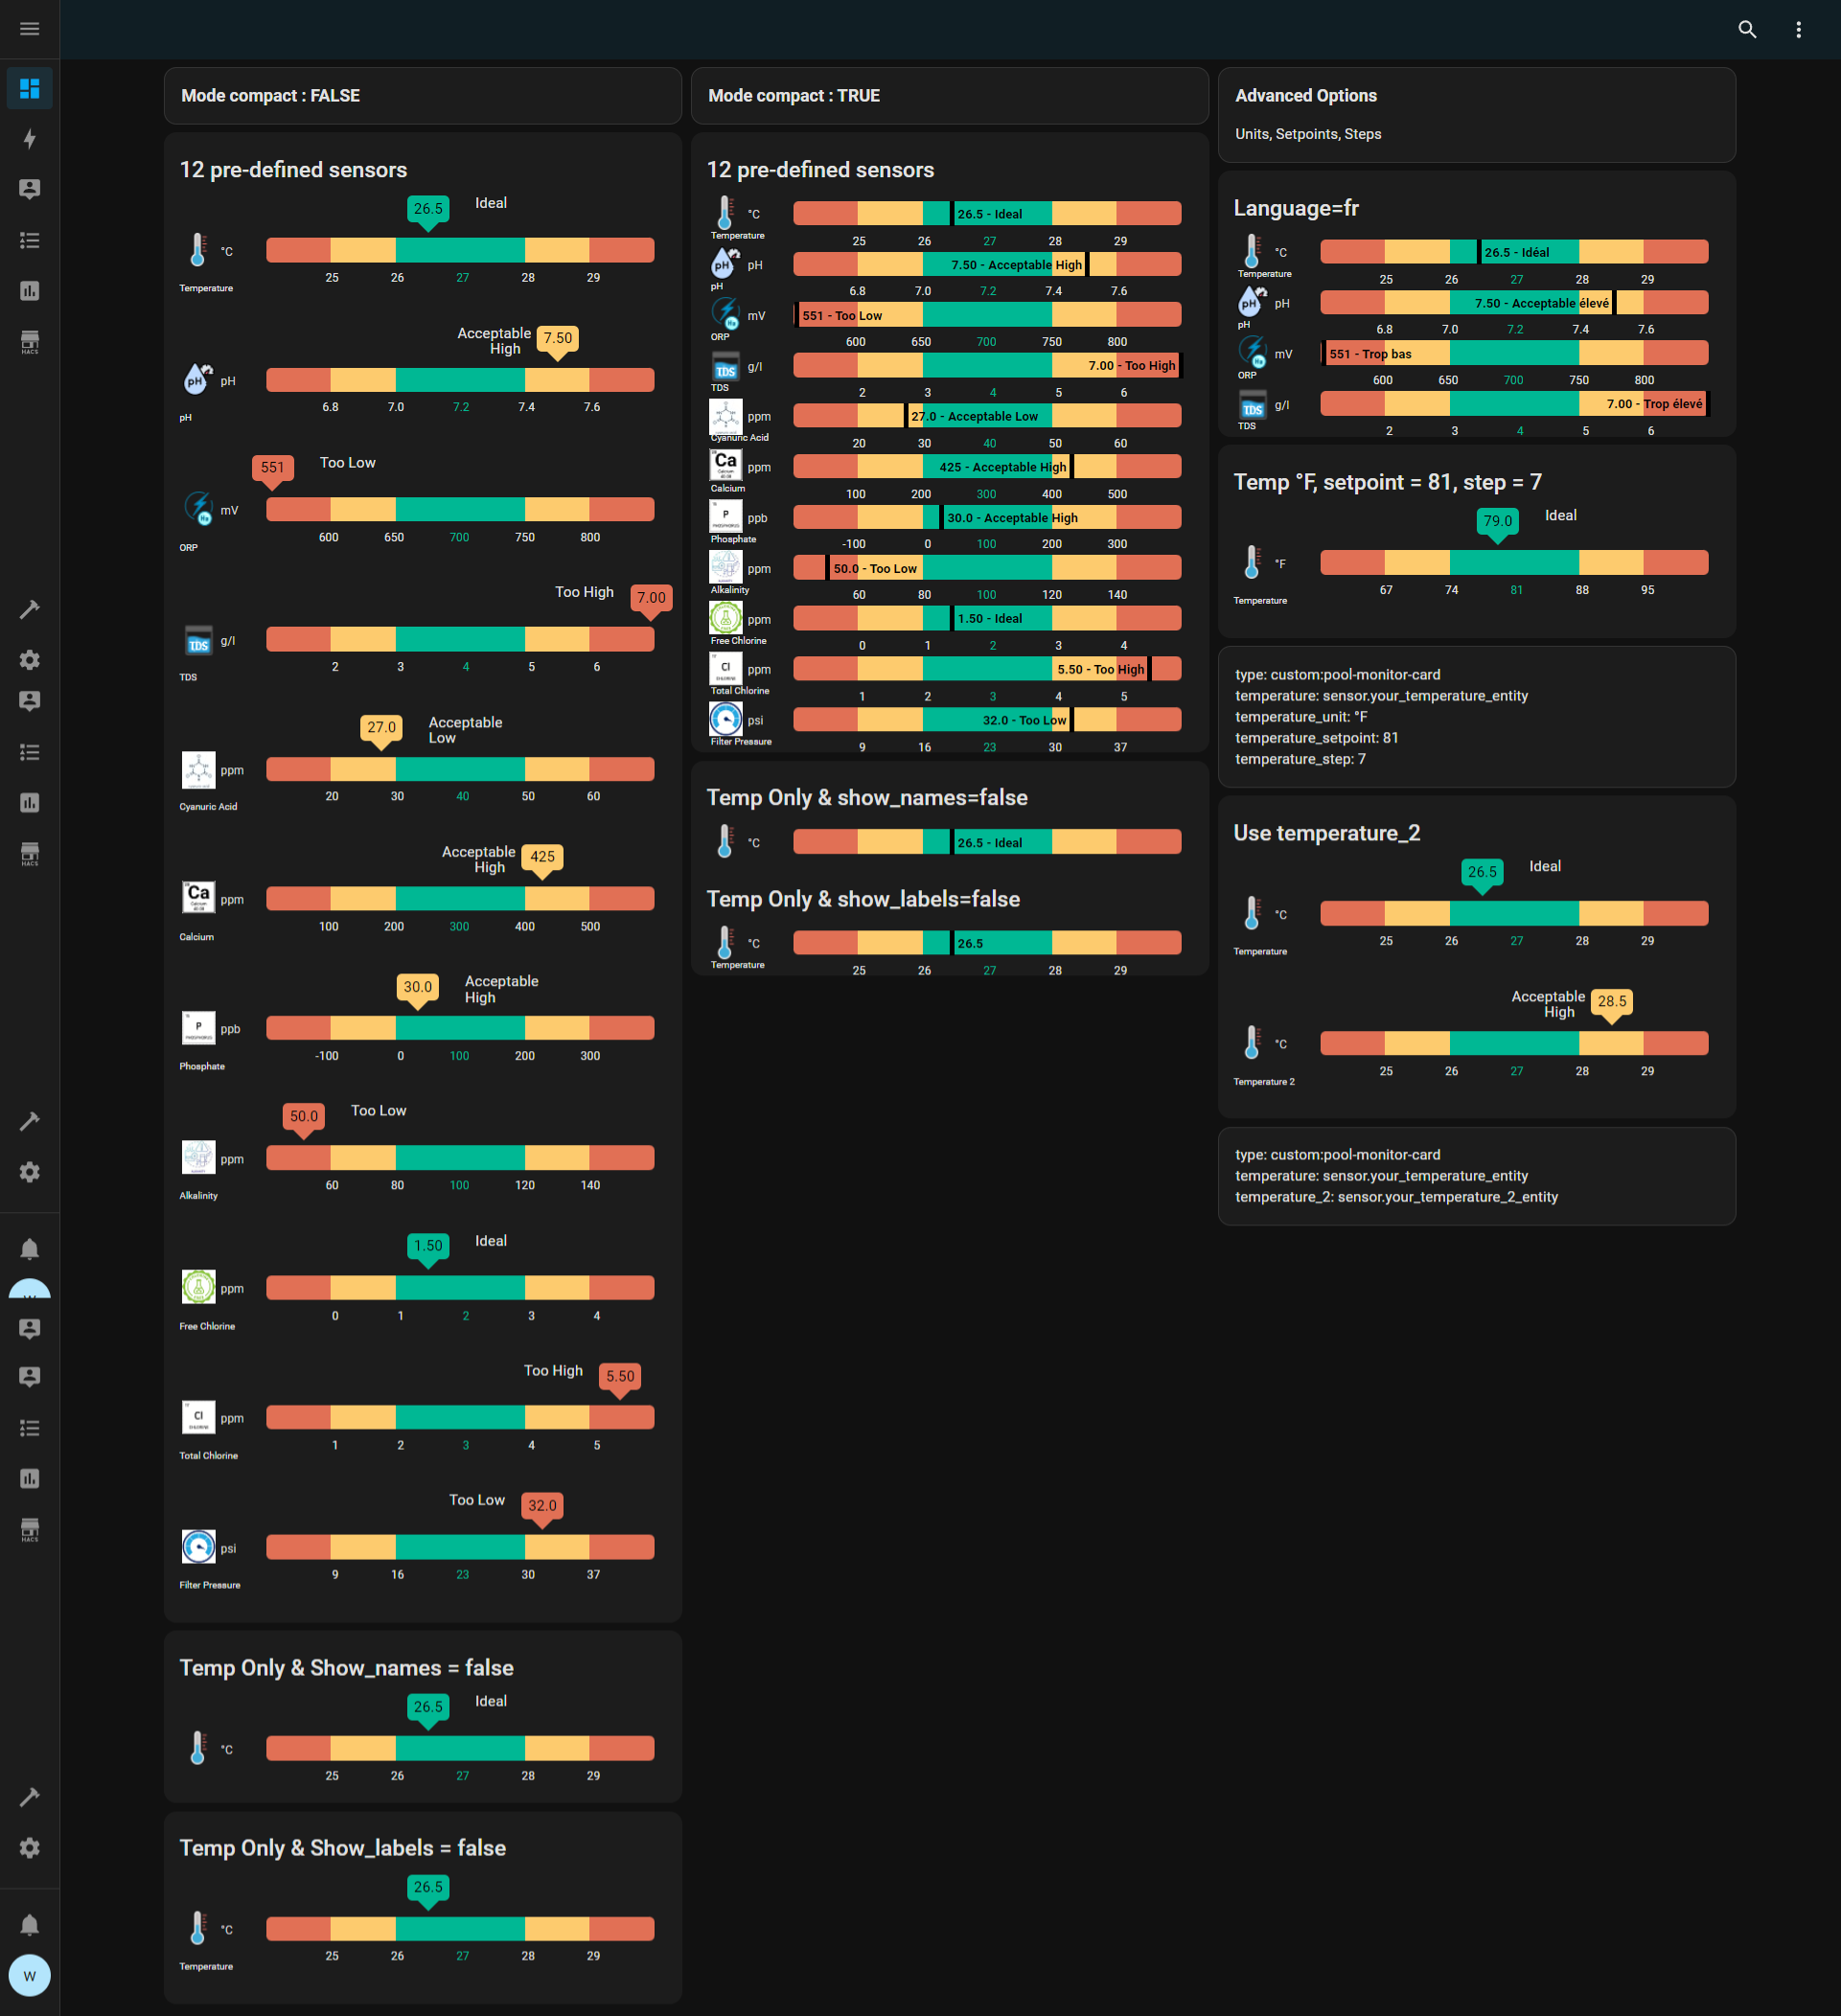 Mode compact : FALSE
12 pre-defined sensors
26.5 Ideal
°C
Temperature
25 26 27 28 29
Acceptable High 7.50
pH pH
pH
6.8 7.0 7.2 7.4 7.6
551 Too Low
mV
ORP
600 650 700 750 800
Too High 7.00
TDS g/l
TDS
2 3 4 5 6
27.0 Acceptable Low
ppm
Cyanuric Acid
20 30 40 50 60
Acceptable High 425
Ca ppm
Calcium
100 200 300 400 500
30.0 Acceptable High
P ppb
Phosphate
-100 0 100 200 300
50.0 Too Low
ppm
Alkalinity
60 80 100 120 140
1.50 Ideal
ppm
Free Chlorine
0 1 2 3 4
Too High 5.50
Cl ppm
Total Chlorine
1 2 3 4 5
Too Low 32.0
psi
Filter Pressure
9 16 23 30 37
Temp Only & Show_names = false
26.5 Ideal
°C
25 26 27 28 29
Temp Only & Show_labels = false
26.5
°C
Temperature
25 26 27 28 29
Mode compact : TRUE
12 pre-defined sensors
°C 26.5 - Ideal
Temperature 25 26 27 28 29
pH pH 7.50 - Acceptable High
pH 6.8 7.0 7.2 7.4 7.6
mV 551 - Too Low
ORP 600 650 700 750 800
TDS g/l 7.00 - Too High
TDS 2 3 4 5 6
ppm 27.0 - Acceptable Low
Cyanuric Acid 20 30 40 50 60
Ca ppm 425 - Acceptable High
Calcium 100 200 300 400 500
P ppb 30.0 - Acceptable High
Phosphate -100 0 100 200 300
ppm 50.0 - Too Low
Alkalinity 60 80 100 120 140
ppm 1.50 - Ideal
Free Chlorine 0 1 2 3 4
Cl ppm 5.50 - Too High
Total Chlorine 1 2 3 4 5
psi 32.0 - Too Low
Filter Pressure 9 16 23 30 37
Temp Only & show_names=false
°C 26.5 - Ideal
Temp Only & show_labels=false
°C 26.5
Temperature 25 26 27 28 29
Advanced Options
Units, Setpoints, Steps
Language=fr
°C 26.5 - Idéal
Temperature 25 26 27 28 29
pH pH 7.50 - Acceptable élevé
pH 6.8 7.0 7.2 7.4 7.6
mV 551 - Trop bas
ORP 600 650 700 750 800
TDS g/l 7.00 - Trop élevé
TDS 2 3 4 5 6
Temp °F, setpoint = 81, step = 7
79.0 Ideal
°F
Temperature
67 74 81 88 95
type: custom:pool-monitor-card
temperature: sensor.your_temperature_entity
temperature_unit: °F
temperature_setpoint: 81
temperature_step: 7
Use temperature_2
26.5 Ideal
°C
Temperature
25 26 27 28 29
Acceptable High 28.5
°C
Temperature 2
25 26 27 28 29
type: custom:pool-monitor-card
temperature: sensor.your_temperature_entity
temperature_2: sensor.your_temperature_2_entity
HACS
HACS
HACS
W